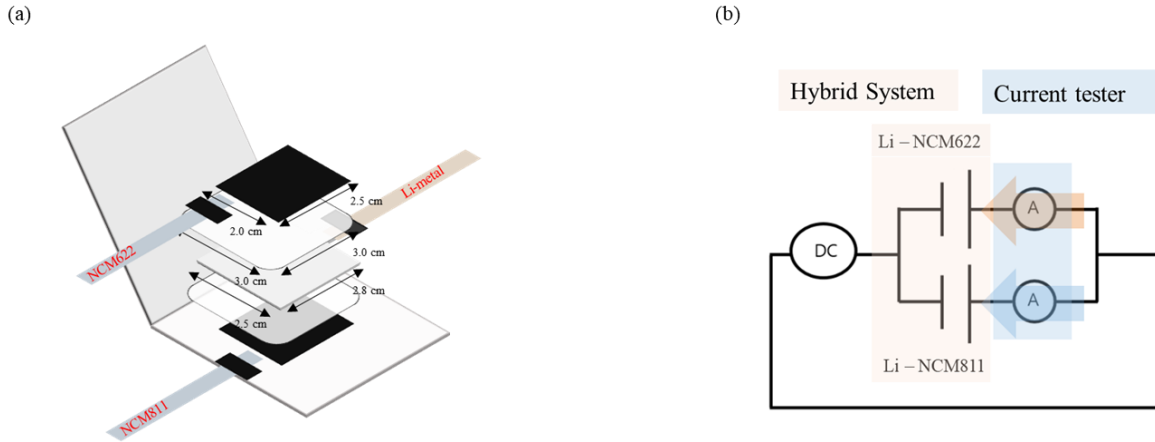 (a)
(b)
Hybrid System
Current tester
Li – NCM622
Li-metal
2.5 cm
2.0 cm
NCM622
3.0 cm
3.0 cm
2.8 cm
2.5 cm
NCM811
A
DC
A
Li – NCM811